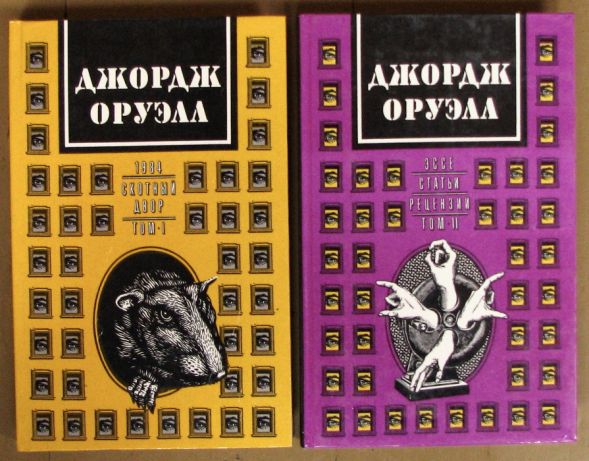 ДЖОРДЖ
ОРУЭЛЛ
1984
СКОТНЫЙ
ДВОР
ТОМ·I
ДЖОРДЖ
ОРУЭЛЛ
ЭССЕ
СТАТЬИ
РЕЦЕНЗИИ
ТОМ·II